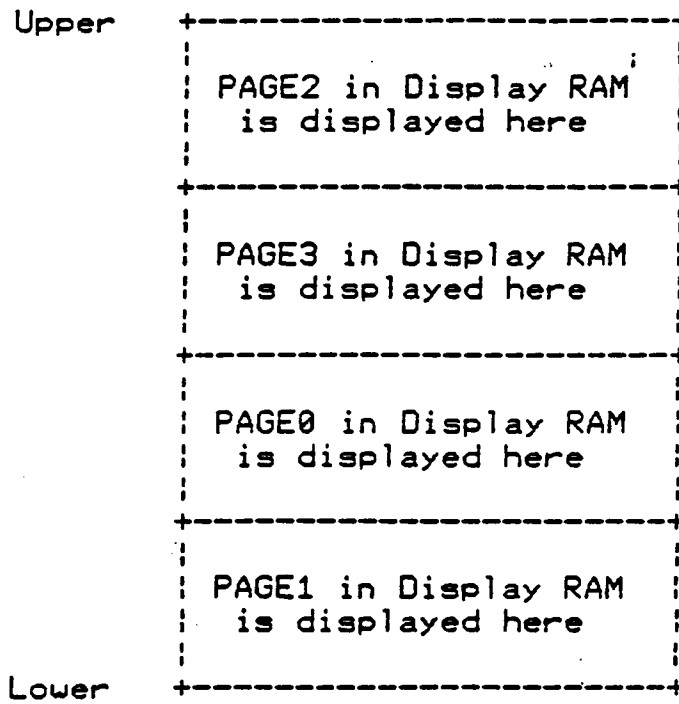 Upper
PAGE2 in Display RAM
is displayed here
PAGE3 in Display RAM
is displayed here
PAGE0 in Display RAM
is displayed here
PAGE1 in Display RAM
is displayed here
Lower